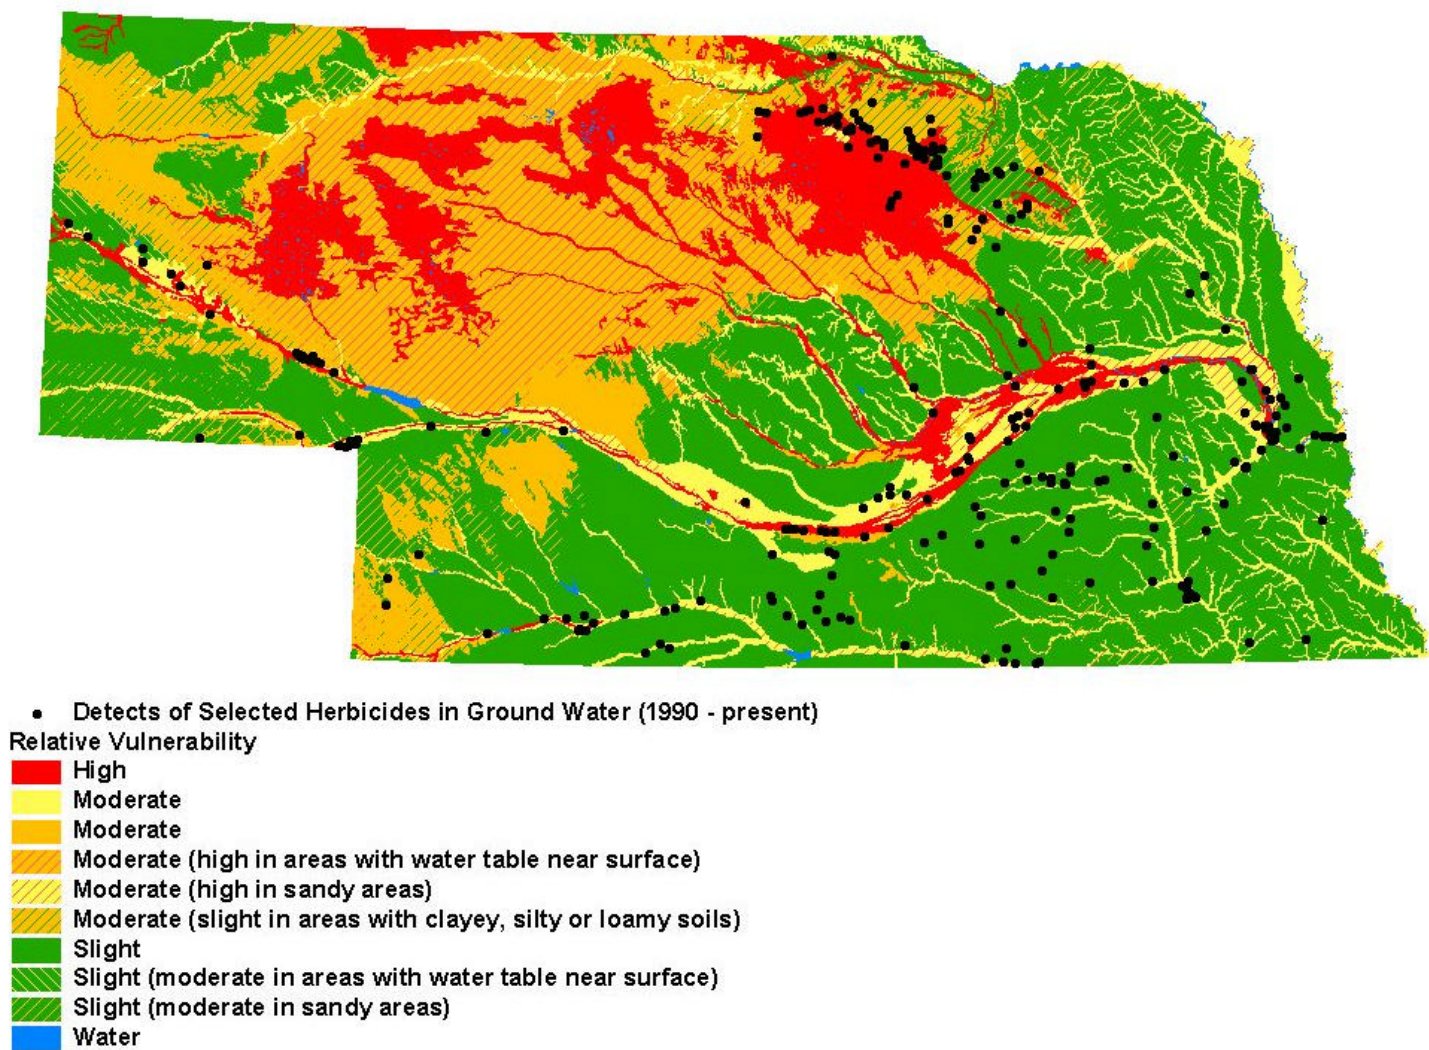 Detects of Selected Herbicides in Ground Water (1990 - present)
Relative Vulnerability
High
Moderate
Moderate
Moderate (high in areas with water table near surface)
Moderate (high in sandy areas)
Moderate (slight in areas with clayey, silty or loamy soils)
Slight
Slight (moderate in areas with water table near surface)
Slight (moderate in sandy areas)
Water